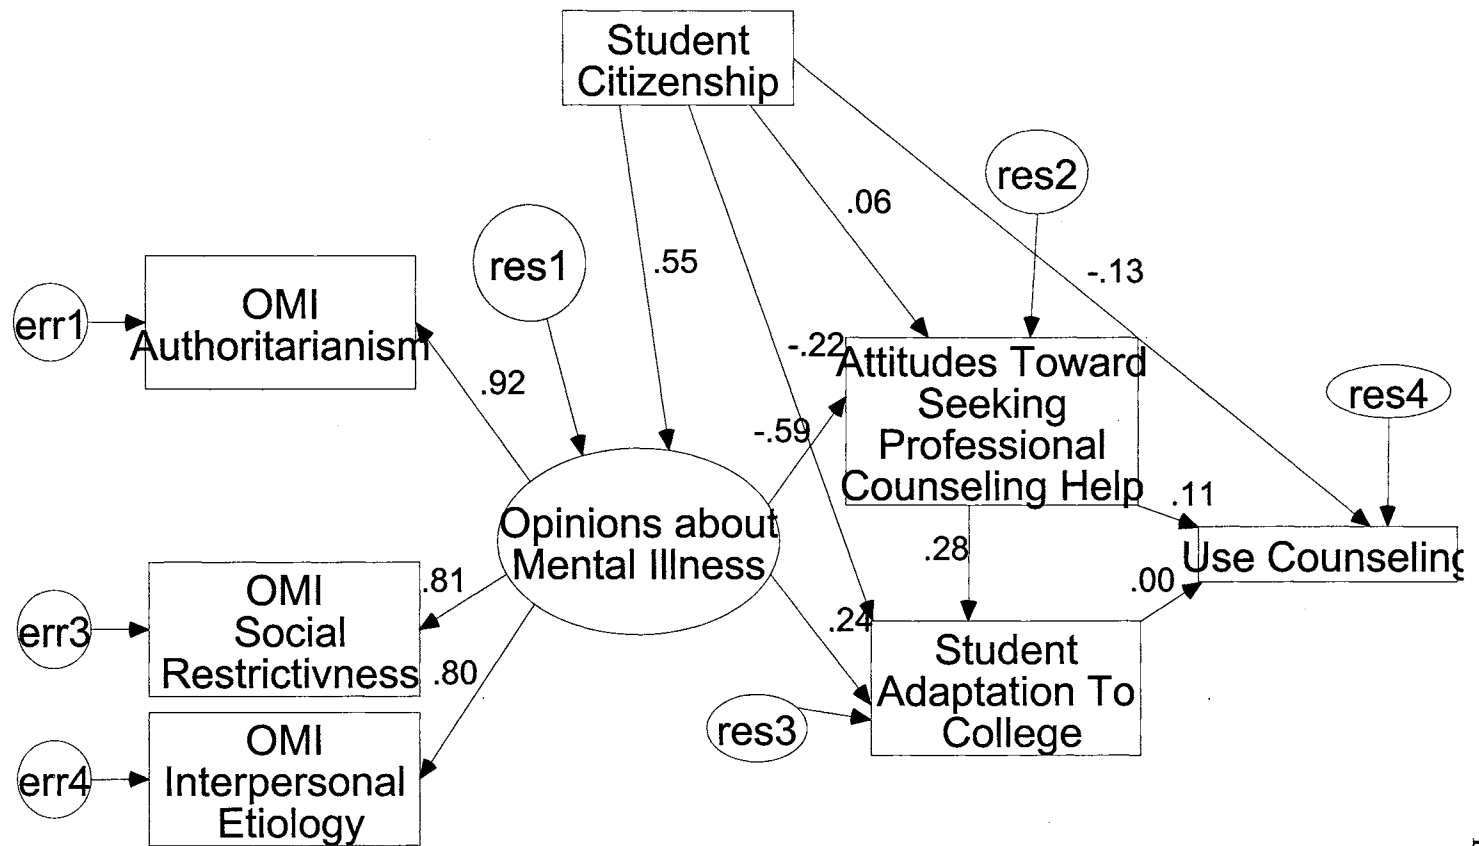 Student
Citizenship
res2
.06
res1
.55
-.13
OMI
Authoritarianism
err1
.92
-.22
Attitudes Toward
Seeking
Professional
Counseling Help
res4
-.59
.11
Opinions about
Mental Illness
.28
Use Counseling
.00
.81
OMI
Social
Restrictivness
err3
.24
Student
Adaptation To
College
.80
res3
OMI
Interpersonal
Etiology
err4